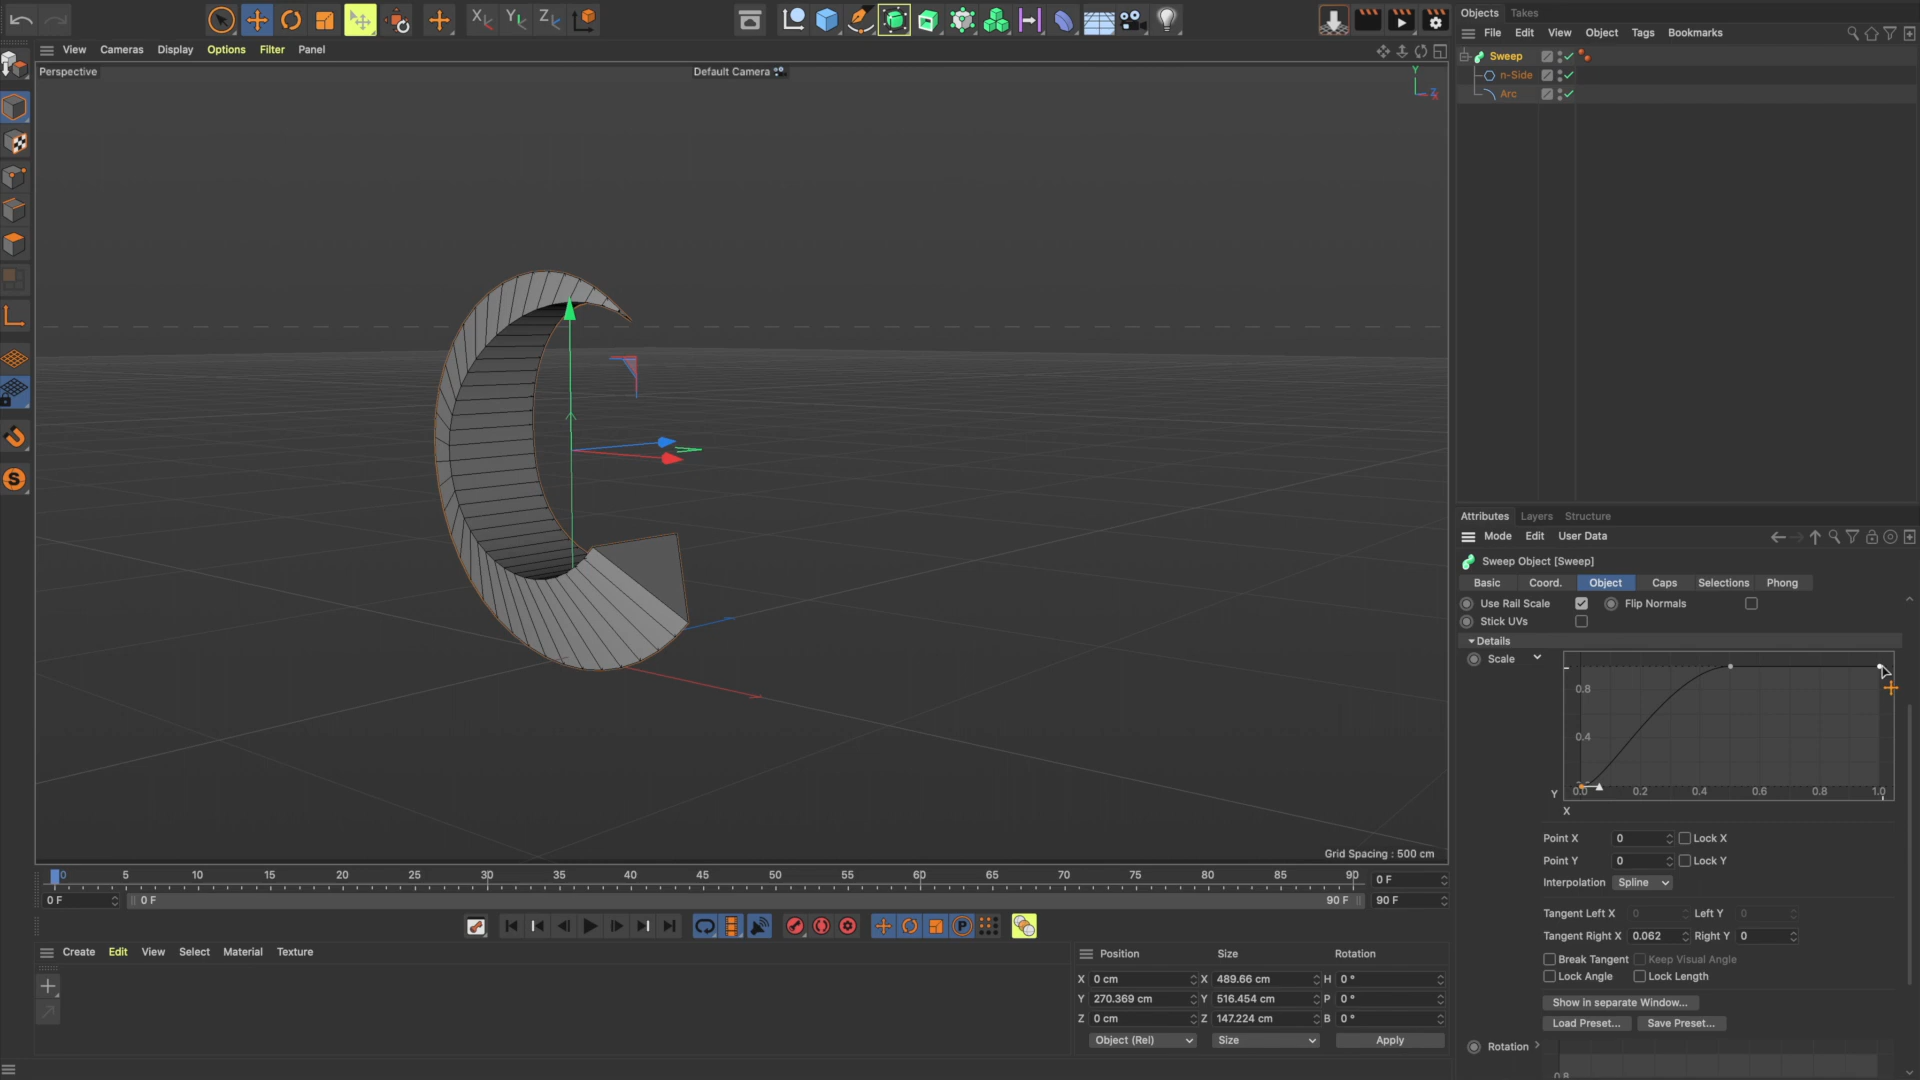 X Y Z
View Cameras Display Options Filter Panel
Perspective
Default Camera
Y
Z
Grid Spacing : 500 cm
0 5 10 15 20 25 30 35 40 45 50 55 60 65 70 75 80 85 90
0 F
0 F
0 F
90 F
90 F
P
Create Edit View Select Material Texture
Position Size Rotation
X 0 cm X 489.66 cm H 0 °
Y 270.369 cm Y 516.454 cm P 0 °
Z 0 cm Z 147.224 cm B 0 °
Object (Rel) Size Apply
S
Objects Takes
File Edit View Object Tags Bookmarks
Sweep
n-Side
Arc
Attributes Layers Structure
Mode Edit User Data
Sweep Object [Sweep]
Basic Coord. Object Caps Selections Phong
Use Rail Scale Flip Normals
Stick UVs
Details
Scale
0.8
0.4
Y 0.0 0.2 0.4 0.6 0.8 1.0
X
Point X 0 Lock X
Point Y 0 Lock Y
Interpolation Spline
Tangent Left X 0 Left Y 0
Tangent Right X 0.062 Right Y 0
Break Tangent Keep Visual Angle
Lock Angle Lock Length
Show in separate Window...
Load Preset... Save Preset...
Rotation
0.8